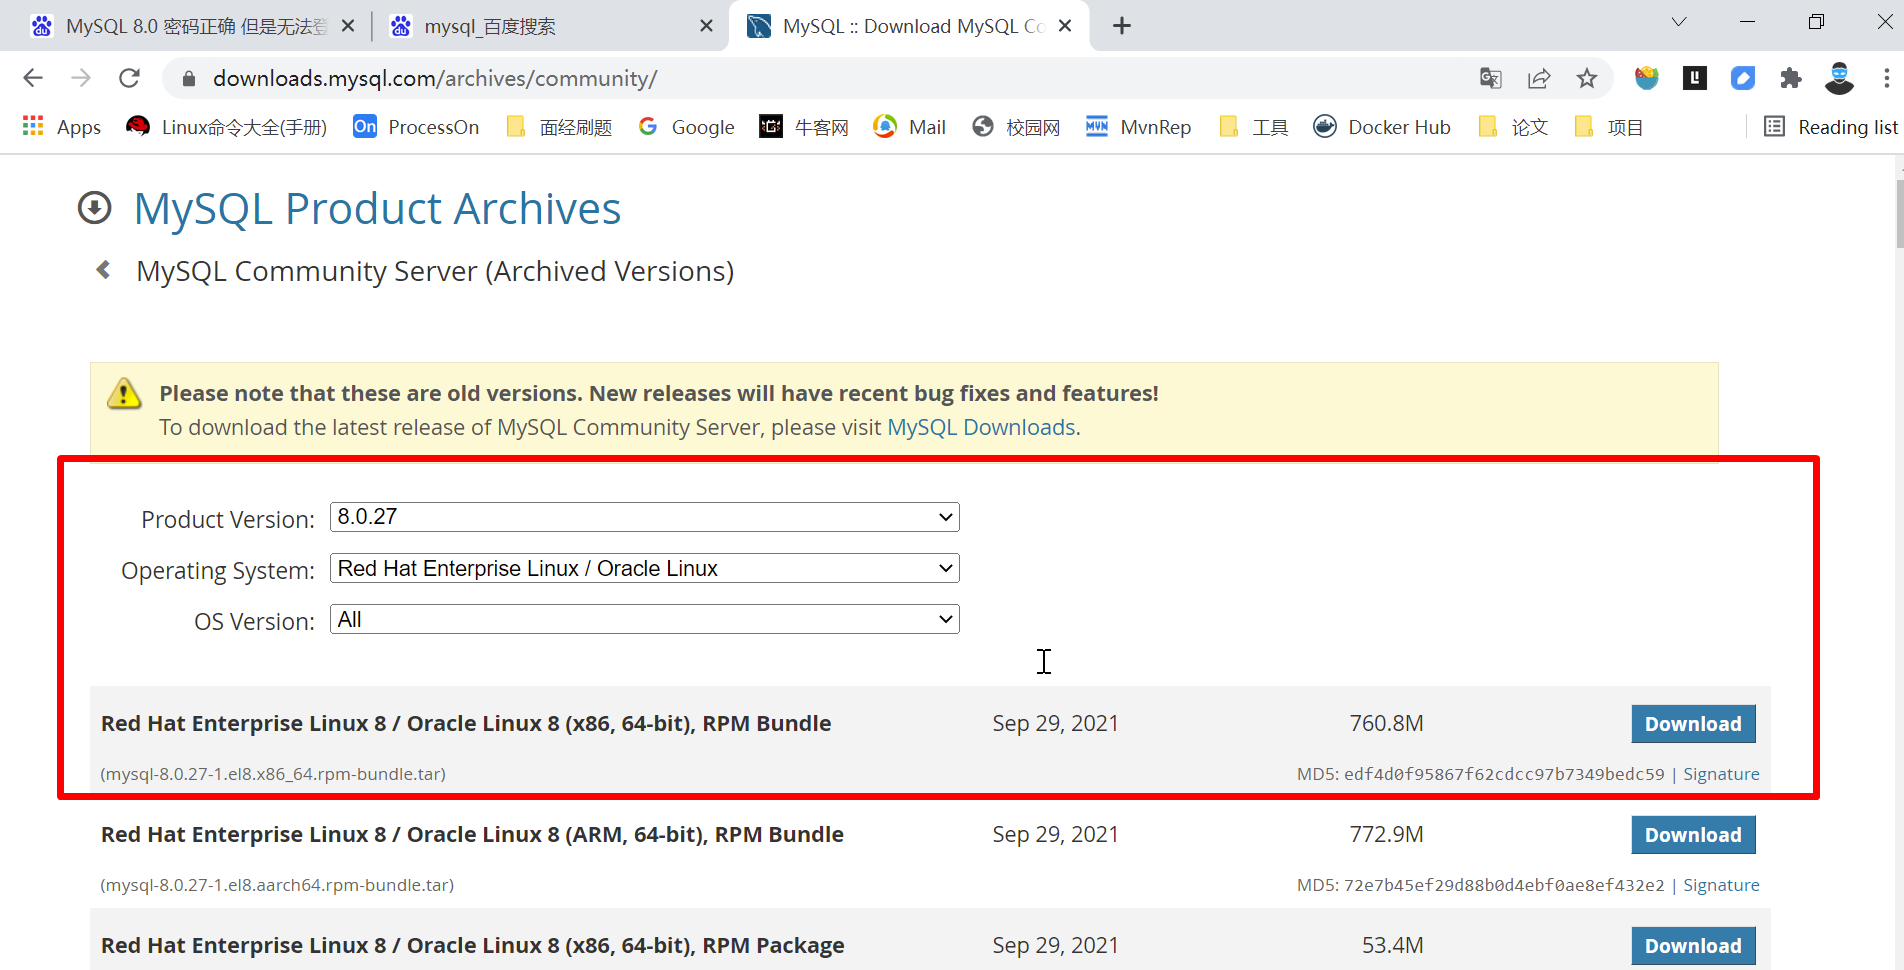 MySQL 8.0 密码正确 但是无法登
mysql_百度搜索
MySQL :: Download MySQL Co
downloads.mysql.com/archives/community/
Apps
Linux命令大全(手册)
On
ProcessOn
面经刷题
Google
牛客网
Mail
校园网
MVN
MvnRep
工具
Docker Hub
论文
项目
Reading list
MySQL Product Archives
MySQL Community Server (Archived Versions)
Please note that these are old versions. New releases will have recent bug fixes and features!
To download the latest release of MySQL Community Server, please visit MySQL Downloads.
Product Version: 8.0.27
Operating System: Red Hat Enterprise Linux / Oracle Linux
OS Version: All
Red Hat Enterprise Linux 8 / Oracle Linux 8 (x86, 64-bit), RPM Bundle Sep 29, 2021 760.8M Download
(mysql-8.0.27-1.el8.x86_64.rpm-bundle.tar) MD5: edf4d0f95867f62cdcc97b7349bedc59 | Signature
Red Hat Enterprise Linux 8 / Oracle Linux 8 (ARM, 64-bit), RPM Bundle Sep 29, 2021 772.9M Download
(mysql-8.0.27-1.el8.aarch64.rpm-bundle.tar) MD5: 72e7b45ef29d88b0d4ebf0ae8ef432e2 | Signature
Red Hat Enterprise Linux 8 / Oracle Linux 8 (x86, 64-bit), RPM Package Sep 29, 2021 53.4M Download